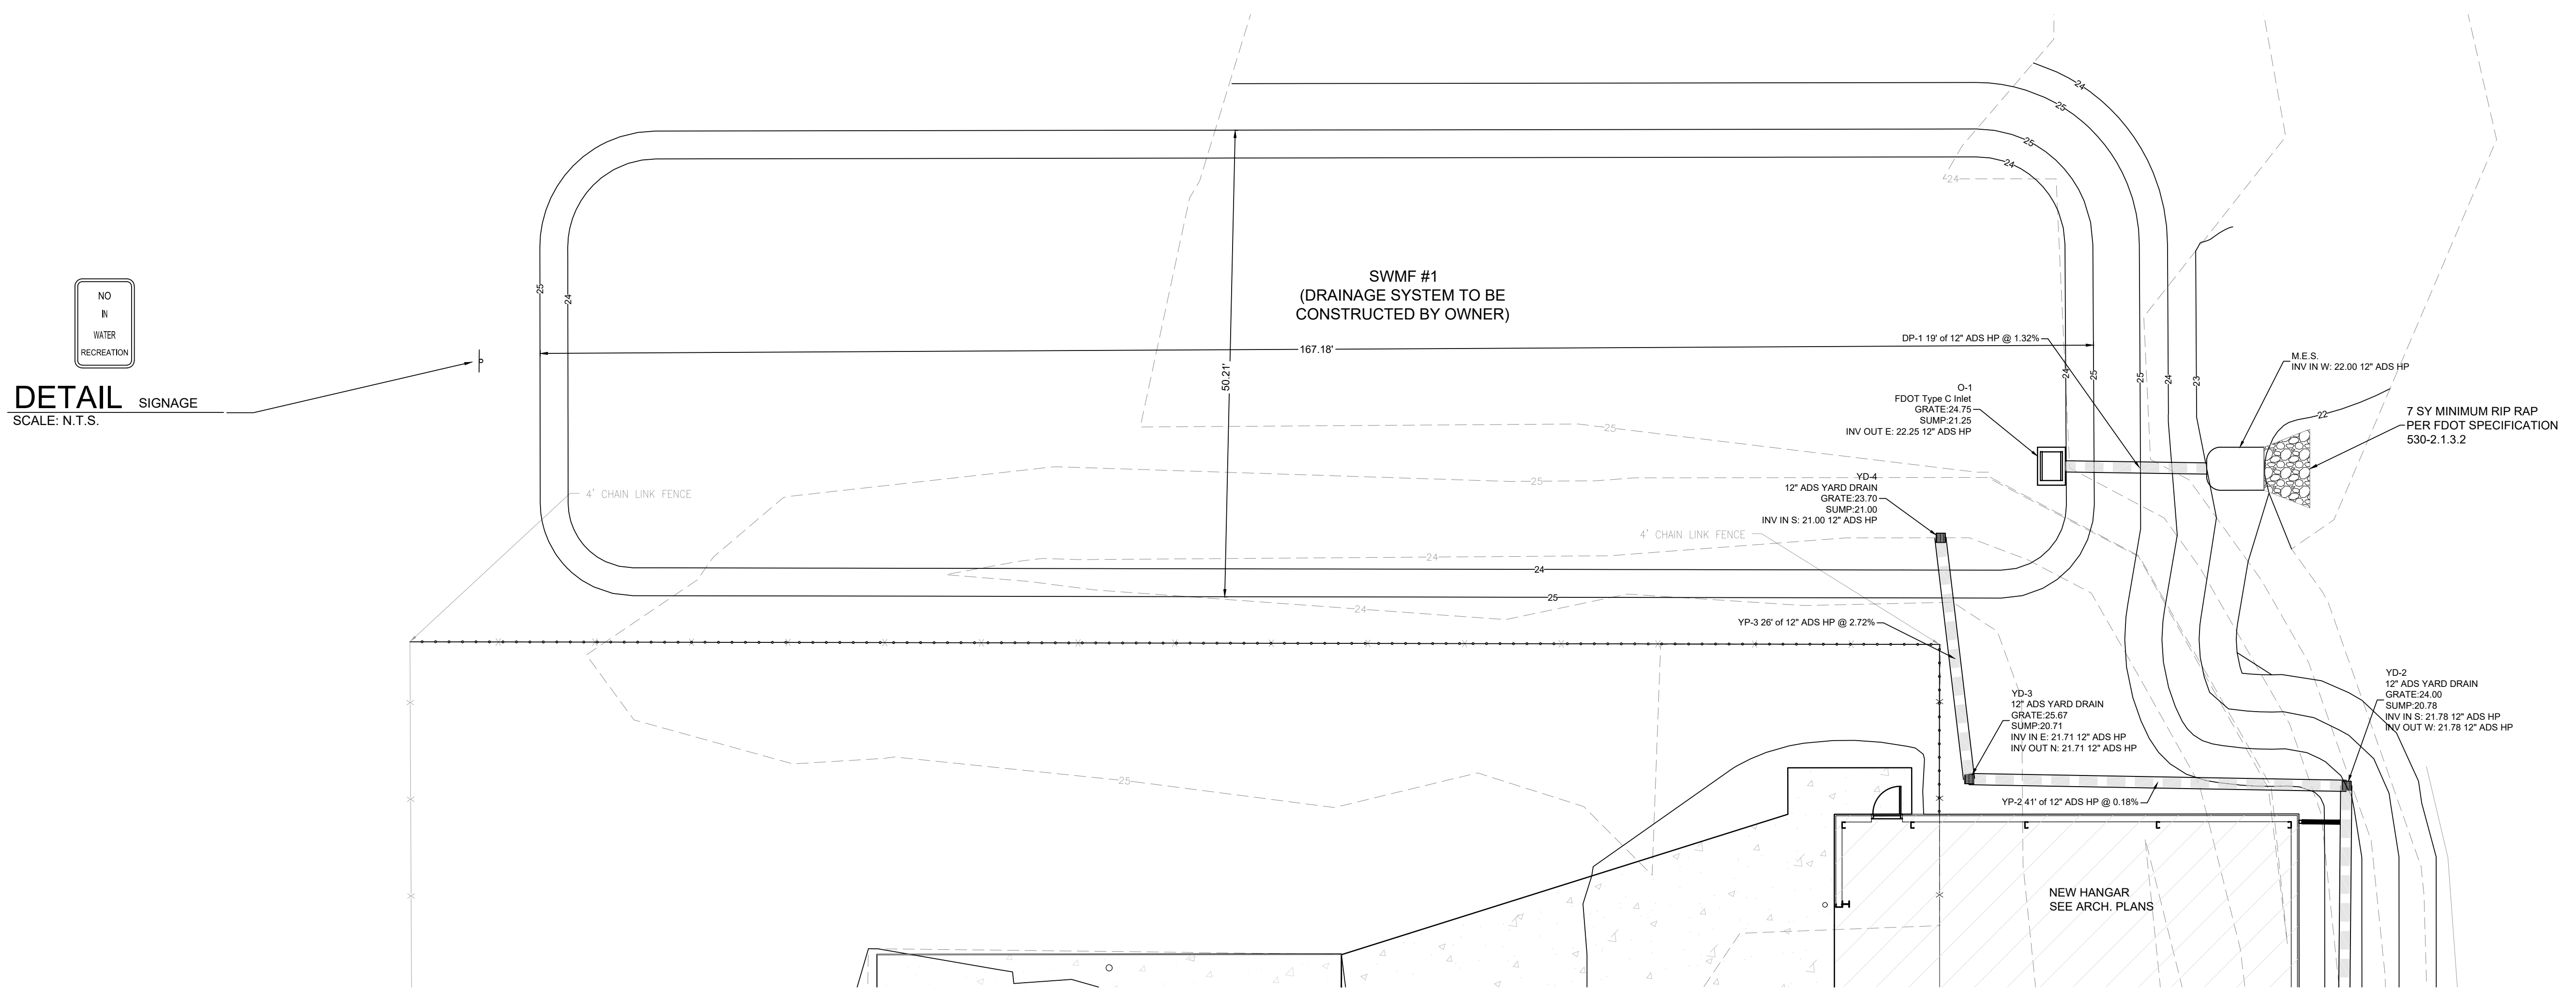 24
25
25
24
24
NO
IN
WATER
RECREATION
DETAIL SIGNAGE
SCALE: N.T.S.
25
24
SWMF #1
(DRAINAGE SYSTEM TO BE
CONSTRUCTED BY OWNER)
167.18'
50.21'
DP-1 19' of 12" ADS HP @ 1.32%
O-1
FDOT Type C Inlet
GRATE:24.75
SUMP:21.25
INV OUT E: 22.25 12" ADS HP
24
25
25
24
23
M.E.S.
INV IN W: 22.00 12" ADS HP
22
7 SY MINIMUM RIP RAP
PER FDOT SPECIFICATION
530-2.1.3.2
25
25
4' CHAIN LINK FENCE
YD-4
12" ADS YARD DRAIN
GRATE:23.70
SUMP:21.00
INV IN S: 21.00 12" ADS HP
4' CHAIN LINK FENCE
24
24
25
24
YP-3 26' of 12" ADS HP @ 2.72%
YD-3
12" ADS YARD DRAIN
GRATE:25.67
SUMP:20.71
INV IN E: 21.71 12" ADS HP
INV OUT N: 21.71 12" ADS HP
YD-2
12" ADS YARD DRAIN
GRATE:24.00
SUMP:20.78
INV IN S: 21.78 12" ADS HP
INV OUT W: 21.78 12" ADS HP
25
YP-2 41' of 12" ADS HP @ 0.18%
NEW HANGAR
SEE ARCH. PLANS